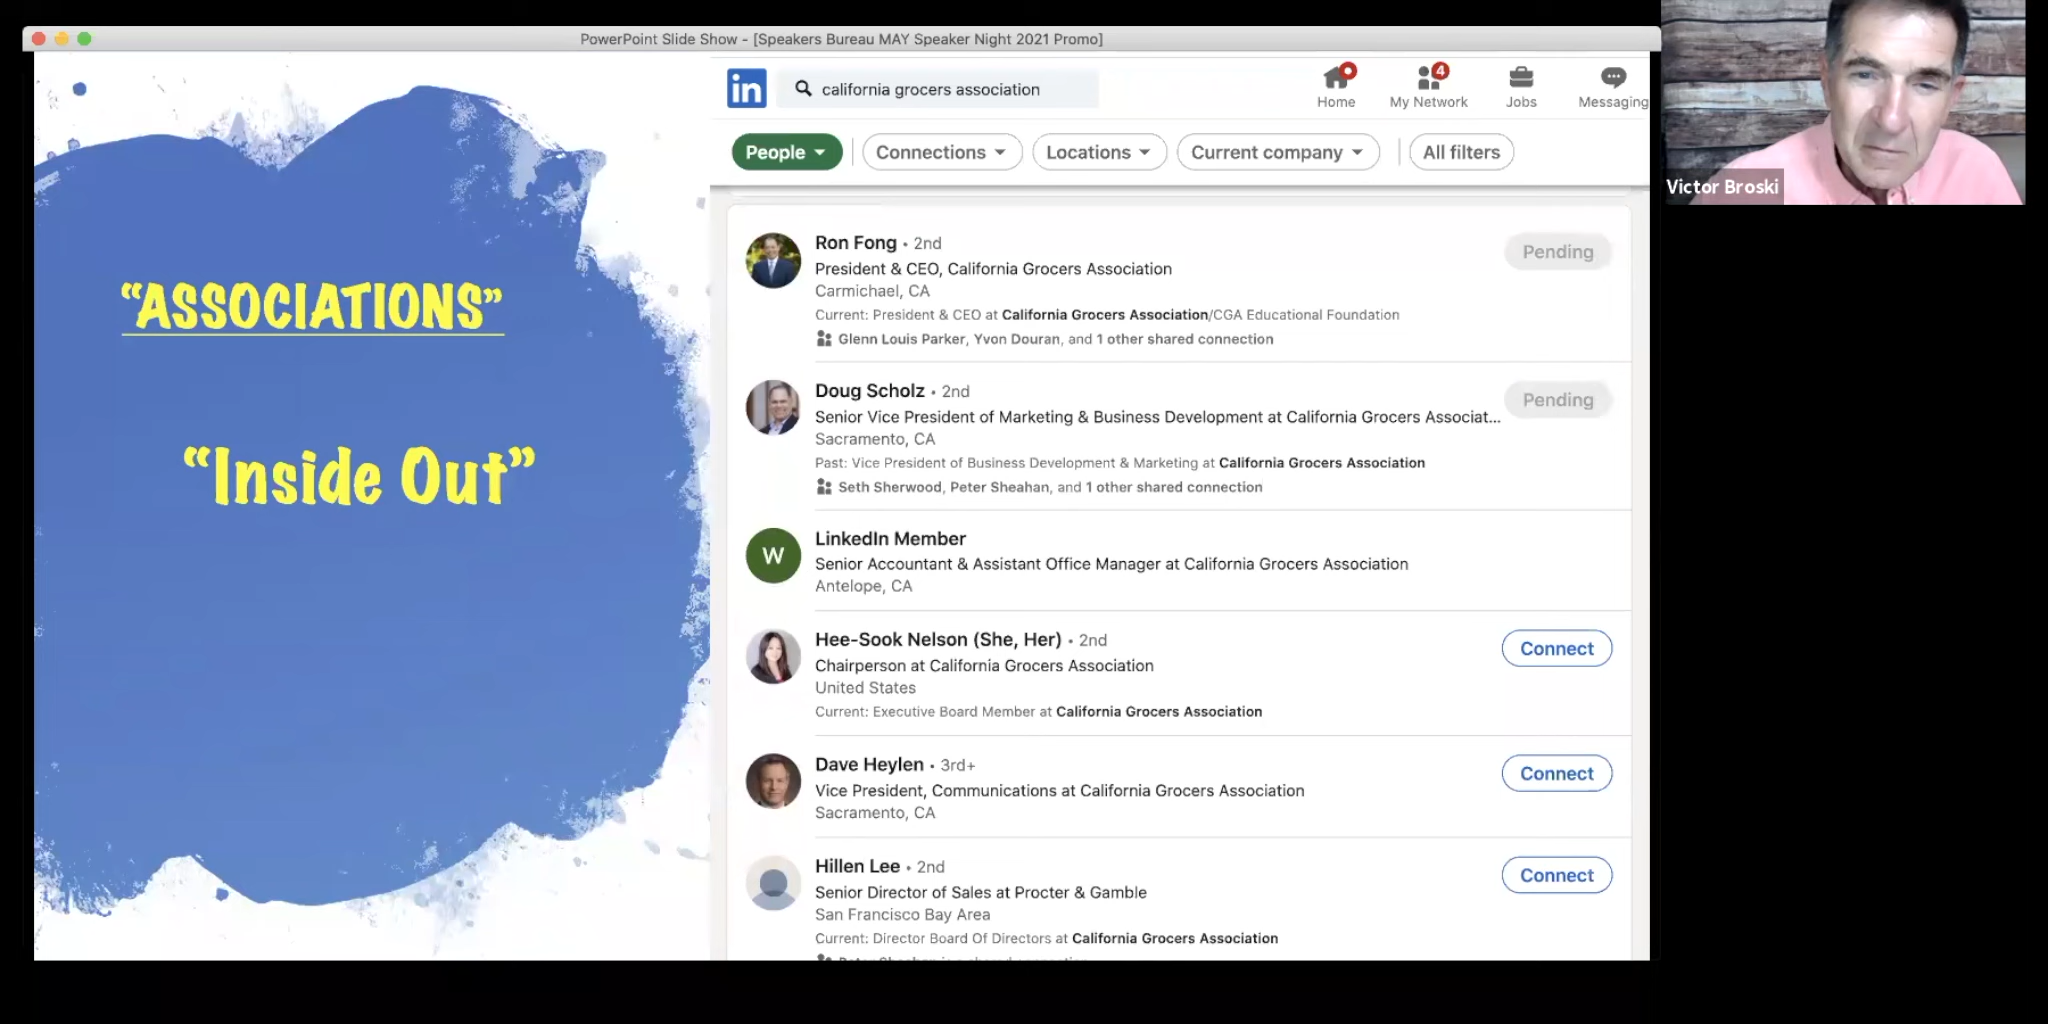 PowerPoint Slide Show - [Speakers Bureau MAY Speaker Night 2021 Promo]
“ASSOCIATIONS”
“Inside Out”
in
california grocers association
Home
4
My Network
Jobs
Messaging
People
Connections
Locations
Current company
All filters
Ron Fong • 2nd
Pending
President & CEO, California Grocers Association
Carmichael, CA
Current: President & CEO at California Grocers Association/CGA Educational Foundation
Glenn Louis Parker, Yvon Douran, and 1 other shared connection
Doug Scholz • 2nd
Pending
Senior Vice President of Marketing & Business Development at California Grocers Associat...
Sacramento, CA
Past: Vice President of Business Development & Marketing at California Grocers Association
Seth Sherwood, Peter Sheahan, and 1 other shared connection
W
LinkedIn Member
Senior Accountant & Assistant Office Manager at California Grocers Association
Antelope, CA
Hee-Sook Nelson (She, Her) • 2nd
Connect
Chairperson at California Grocers Association
United States
Current: Executive Board Member at California Grocers Association
Dave Heylen • 3rd+
Connect
Vice President, Communications at California Grocers Association
Sacramento, CA
Hillen Lee • 2nd
Connect
Senior Director of Sales at Procter & Gamble
San Francisco Bay Area
Current: Director Board Of Directors at California Grocers Association
Victor Broski